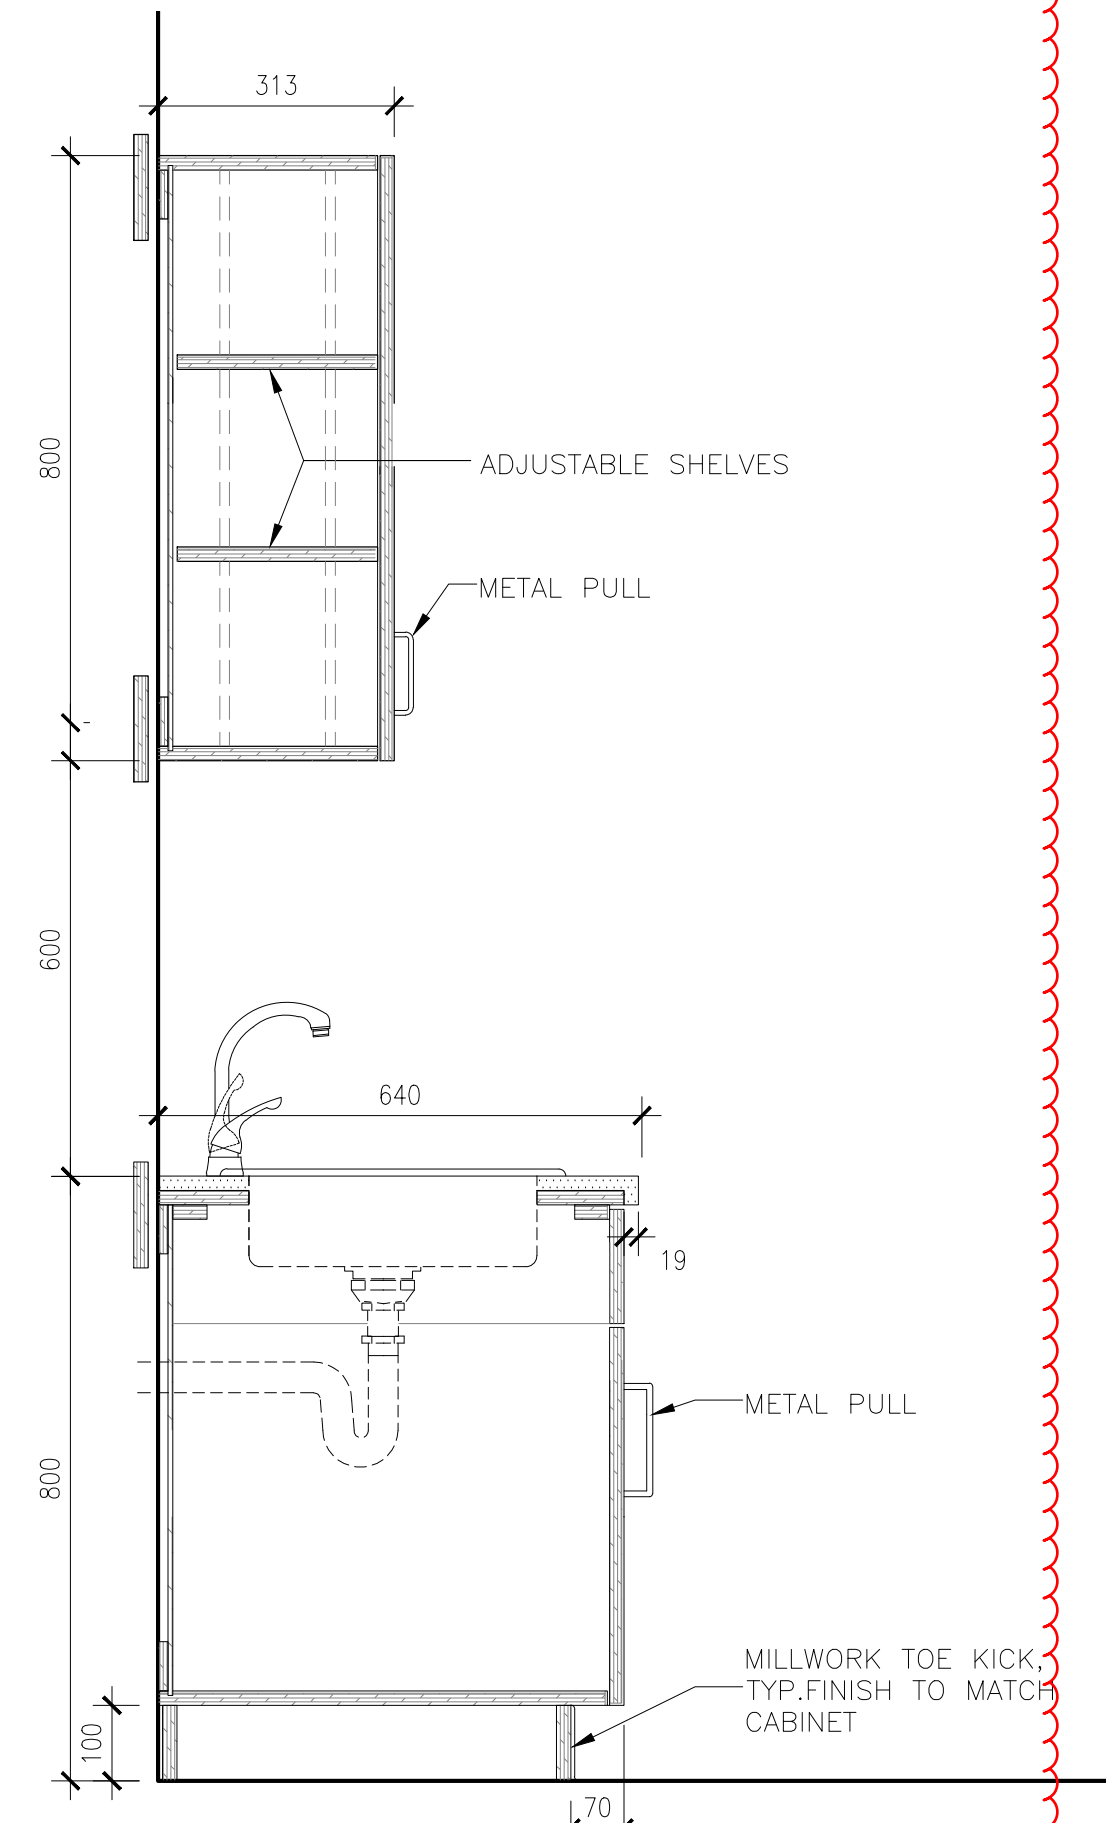 313
800
ADJUSTABLE SHELVES
METAL PULL
600
640
19
METAL PULL
800
MILLWORK TOE KICK,
TYP.FINISH TO MATCH
CABINET
100
70